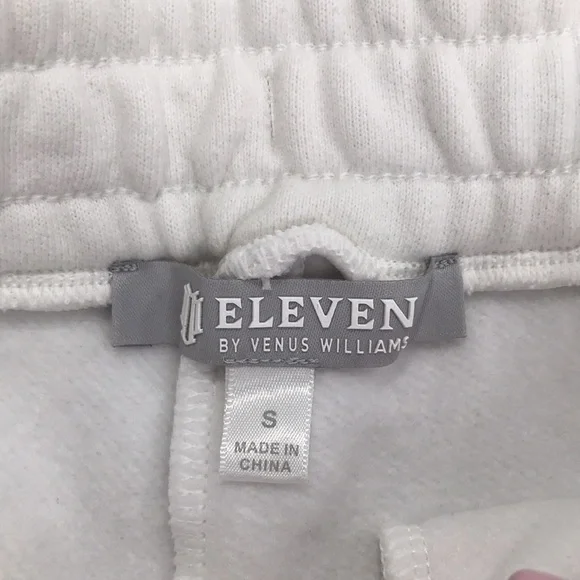 ELEVEN
BY VENUS WILLIAMS
S
MADE IN
CHINA